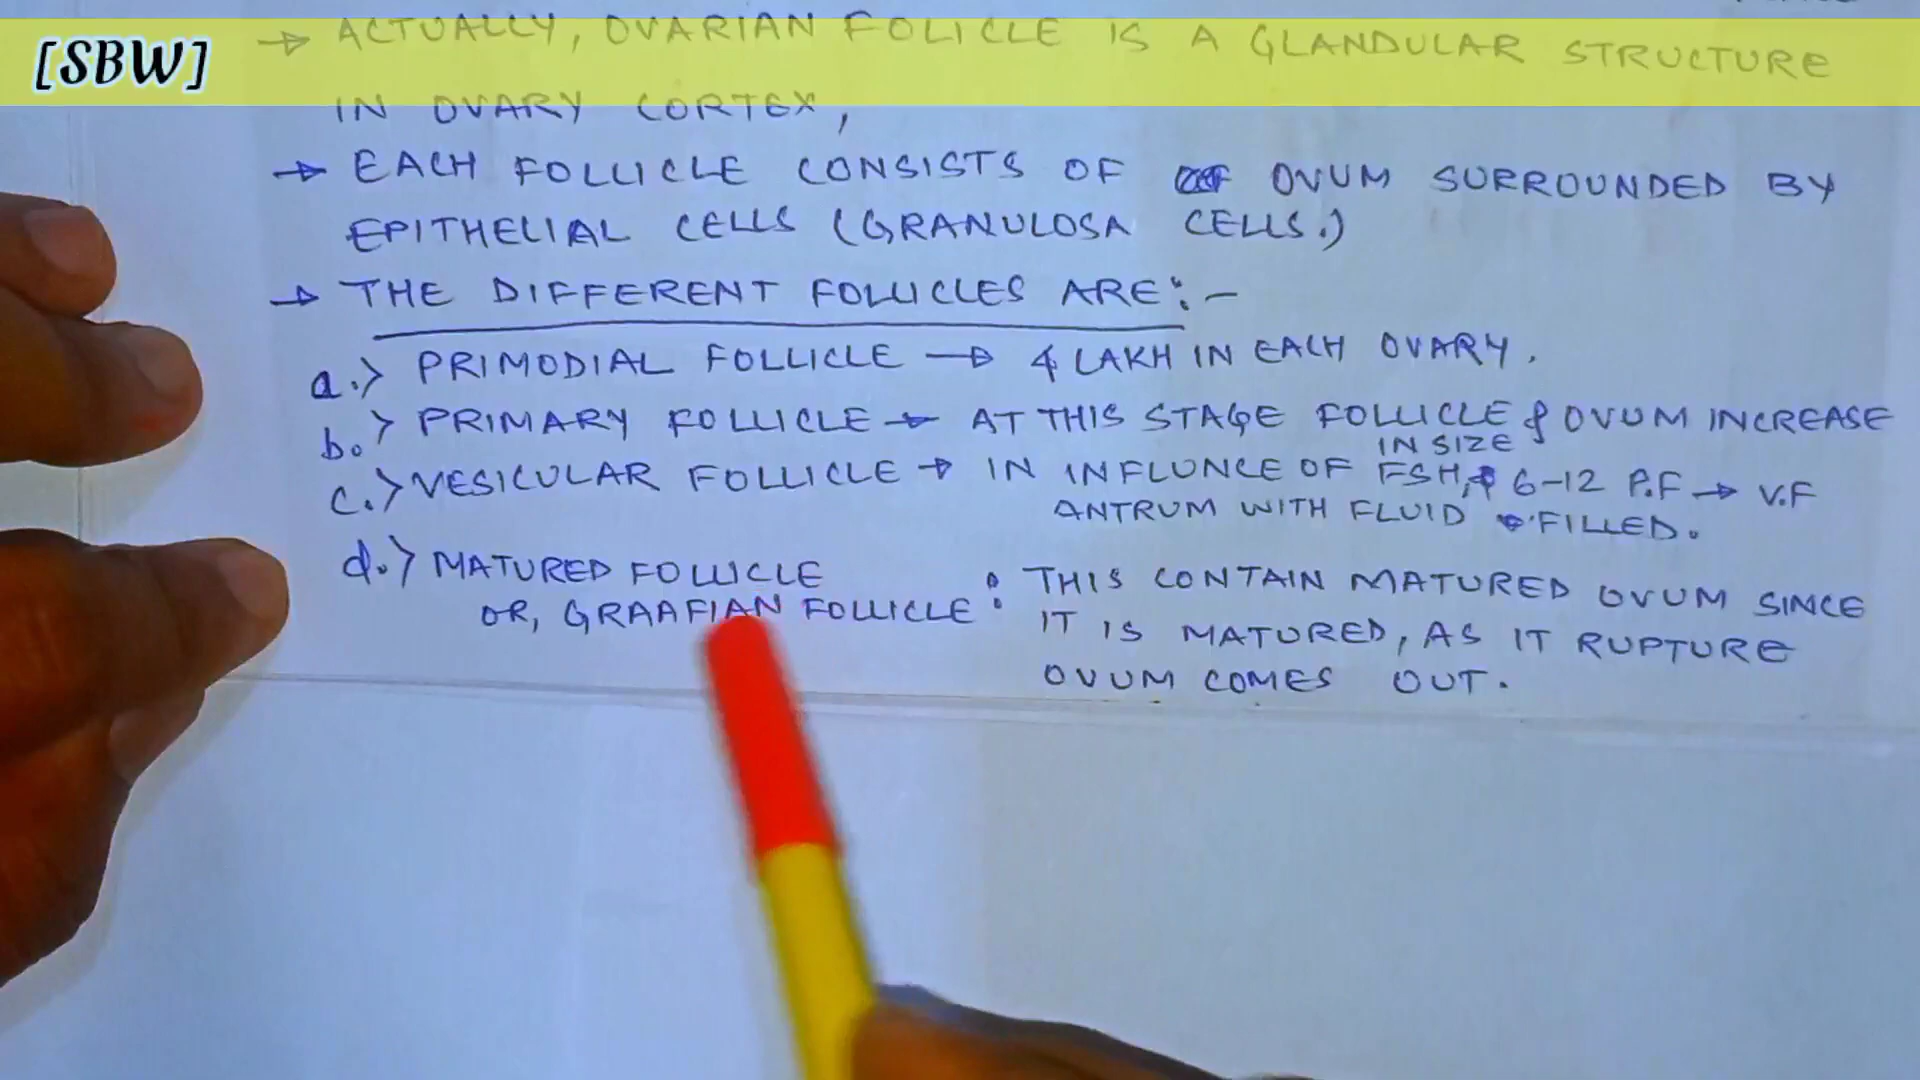 [SBW]
→ ACTUALLY, OVARIAN FOLICLE IS A GLANDULAR STRUCTURE
IN OVARY CORTEX,
→ EACH FOLLICLE CONSISTS OF OVUM SURROUNDED BY
EPITHELIAL CELLS (GRANULOSA CELLS.)
→ THE DIFFERENT FOLLICLES ARE:-
a.> PRIMODIAL FOLLICLE → 4 LAKH IN EACH OVARY.
b.> PRIMARY FOLLICLE → AT THIS STAGE FOLLICLE & OVUM INCREASE
IN SIZE
c.> VESICULAR FOLLICLE → IN INFLUNCE OF FSH, 6-12 P.F → V.F
ANTRUM WITH FLUID FILLED.
d.> MATURED FOLLICLE
OR, GRAAFIAN FOLLICLE : THIS CONTAIN MATURED OVUM SINCE
IT IS MATURED, AS IT RUPTURE
OVUM COMES OUT.